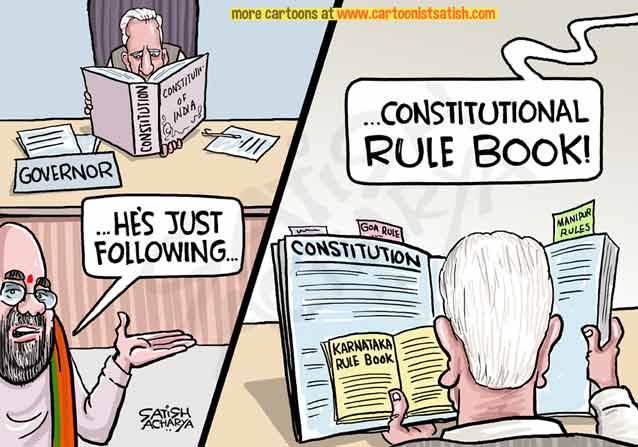 more cartoons at www.cartoonistsatish.com
CONSTITUTION
CONSTITUTION
OF
INDIA
GOVERNOR
...HE'S JUST
FOLLOWING...
SATISH
ACHARYA
...CONSTITUTIONAL
RULE BOOK!
GOA RULE
MANIPUR
RULES
CONSTITUTION
KARNATAKA
RULE BOOK